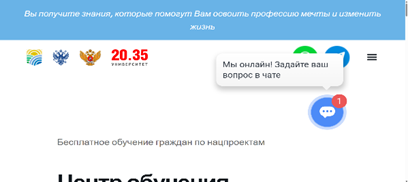 Вы получите знания, которые помогут Вам освоить профессию мечты и изменить
жизнь
20.35
УНИВЕРСИТЕТ
Мы онлайн! Задайте ваш
вопрос в чате
1
Бесплатное обучение граждан по нацпроектам
Центр обучения